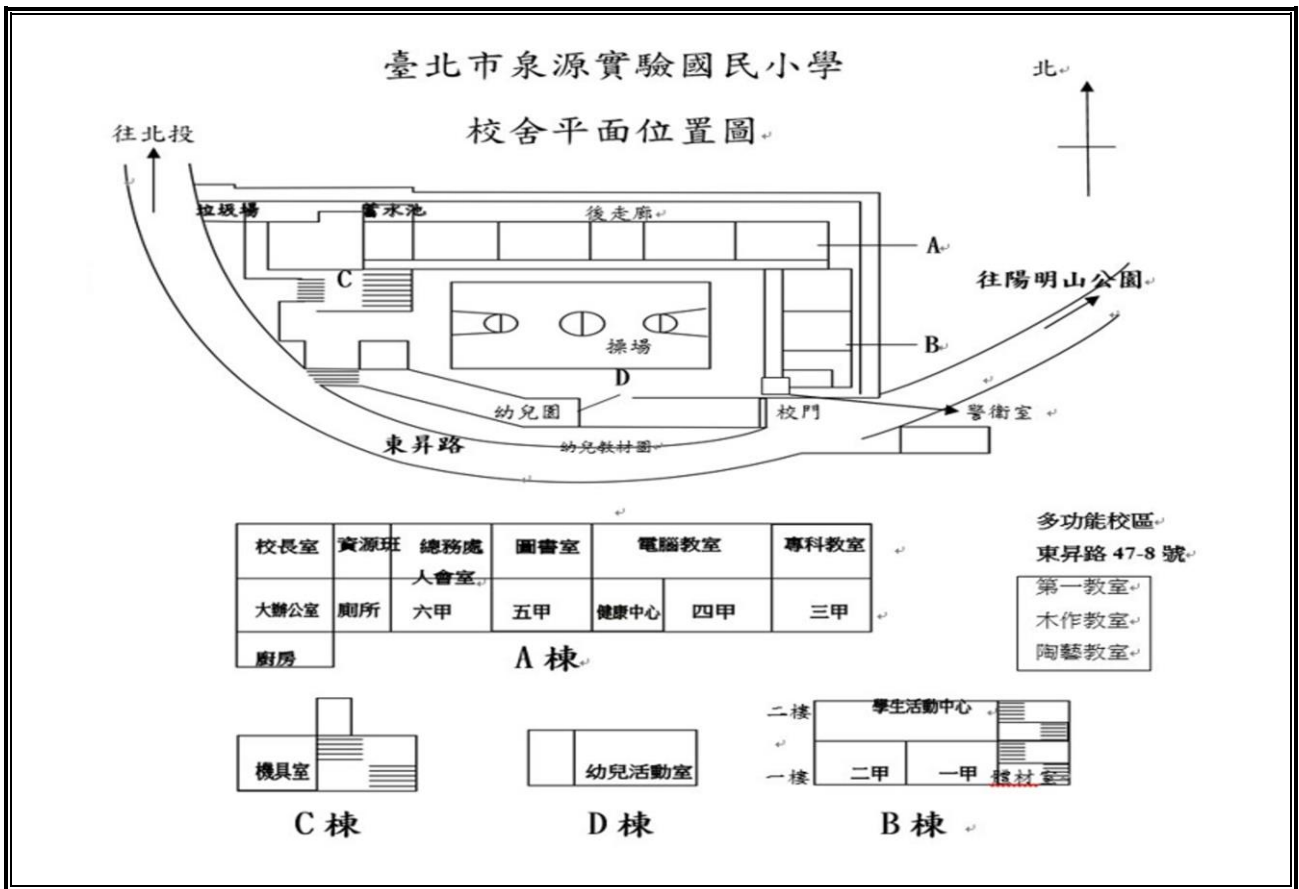 臺北市泉源實驗國民小學
北
校舍平面位置圖
往北投
垃圾場
蓄水池
後走廊
A
C
往陽明山公園
操場
B
D
幼兒園
校門
警衛室
東昇路
幼兒教材園
多功能校區
東昇路 47-8 號
第一教室
木作教室
陶藝教室
校長室 資源班 總務處 圖書室 電腦教室 專科教室
人會室
大辦公室 廁所 六甲 五甲 健康中心 四甲 三甲
廚房
A 棟
二樓 學生活動中心
機具室
幼兒活動室
一樓 二甲 一甲 體材室
C 棟
D 棟
B 棟